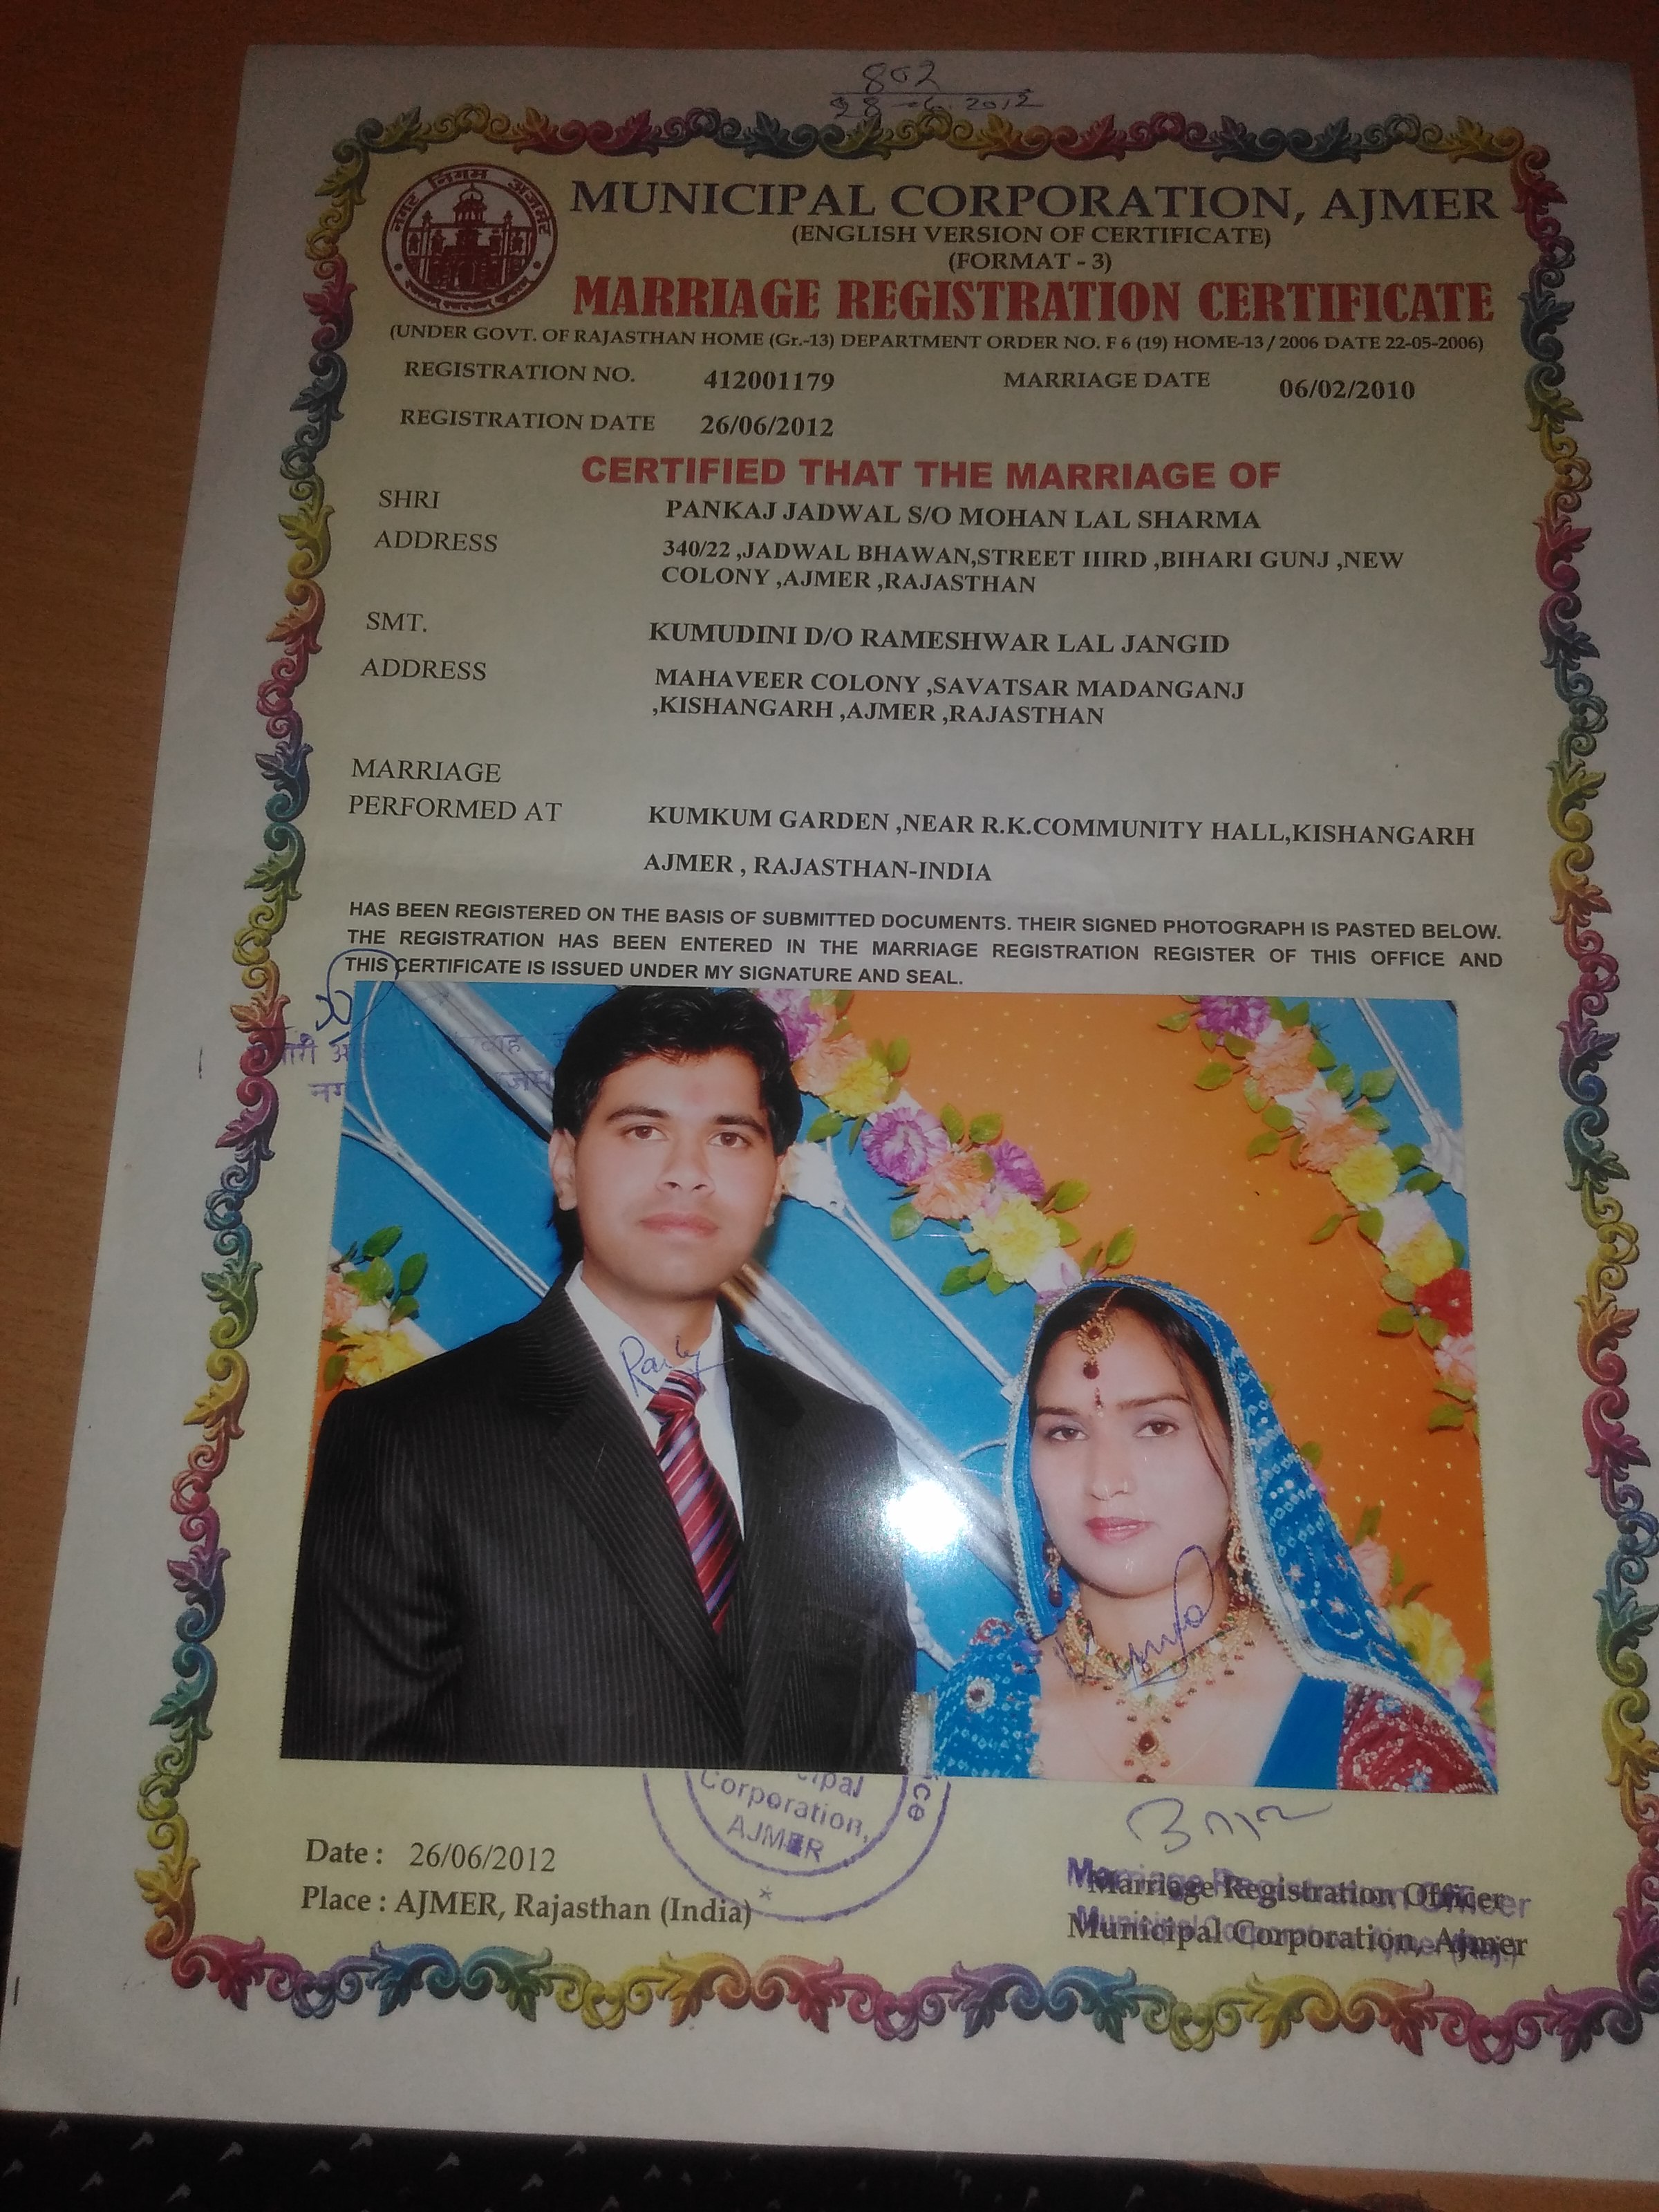 802
28-6-2012
नगर निगम अजमेर
MUNICIPAL CORPORATION, AJMER
(ENGLISH VERSION OF CERTIFICATE)
(FORMAT - 3)
MARRIAGE REGISTRATION CERTIFICATE
(UNDER GOVT. OF RAJASTHAN HOME (Gr.-13) DEPARTMENT ORDER NO. F 6 (19) HOME-13 / 2006 DATE 22-05-2006)
REGISTRATION NO. 412001179 MARRIAGE DATE 06/02/2010
REGISTRATION DATE 26/06/2012
CERTIFIED THAT THE MARRIAGE OF
SHRI PANKAJ JADWAL S/O MOHAN LAL SHARMA
ADDRESS 340/22 ,JADWAL BHAWAN,STREET IIIRD ,BIHARI GUNJ ,NEW
COLONY ,AJMER ,RAJASTHAN
SMT. KUMUDINI D/O RAMESHWAR LAL JANGID
ADDRESS MAHAVEER COLONY ,SAVATSAR MADANGANJ
,KISHANGARH ,AJMER ,RAJASTHAN
MARRIAGE
PERFORMED AT KUMKUM GARDEN ,NEAR R.K.COMMUNITY HALL,KISHANGARH
AJMER , RAJASTHAN-INDIA
HAS BEEN REGISTERED ON THE BASIS OF SUBMITTED DOCUMENTS. THEIR SIGNED PHOTOGRAPH IS PASTED BELOW.
THE REGISTRATION HAS BEEN ENTERED IN THE MARRIAGE REGISTRATION REGISTER OF THIS OFFICE AND
THIS CERTIFICATE IS ISSUED UNDER MY SIGNATURE AND SEAL.
Corporation,
AJMER
Date : 26/06/2012
Place : AJMER, Rajasthan (India)
Marriage Registration Officer
Municipal Corporation, Ajmer